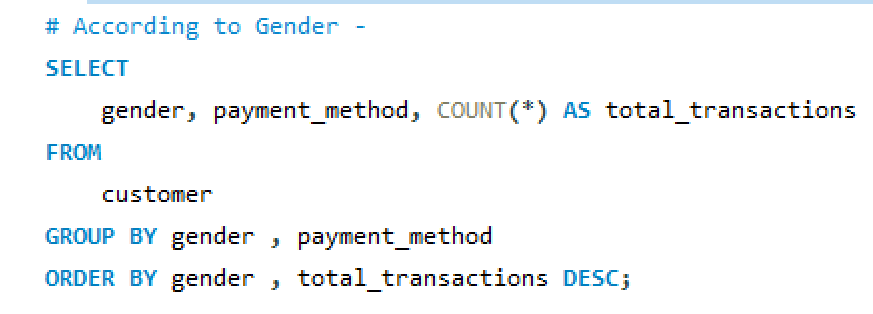 # According to Gender -
SELECT
    gender, payment_method, COUNT(*) AS total_transactions
FROM
    customer
GROUP BY gender , payment_method
ORDER BY gender , total_transactions DESC;